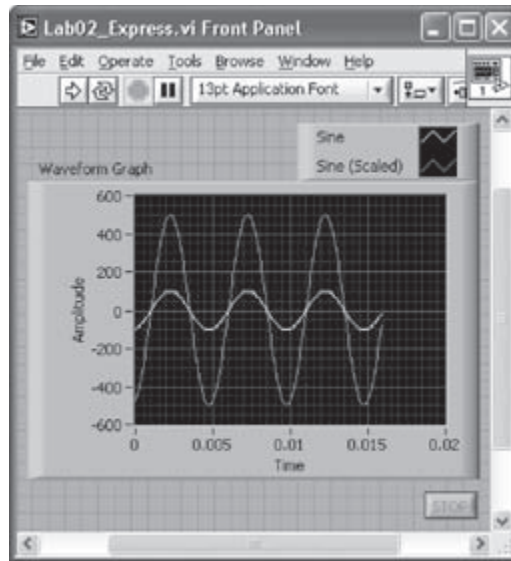 Lab02_Express.vi Front Panel
File Edit Operate Tools Browse Window Help
13pt Application Font
1
Sine
Sine (Scaled)
Waveform Graph
600
400
200
0
-200
-400
-600
Amplitude
0 0.005 0.01 0.015 0.02
Time
STOP